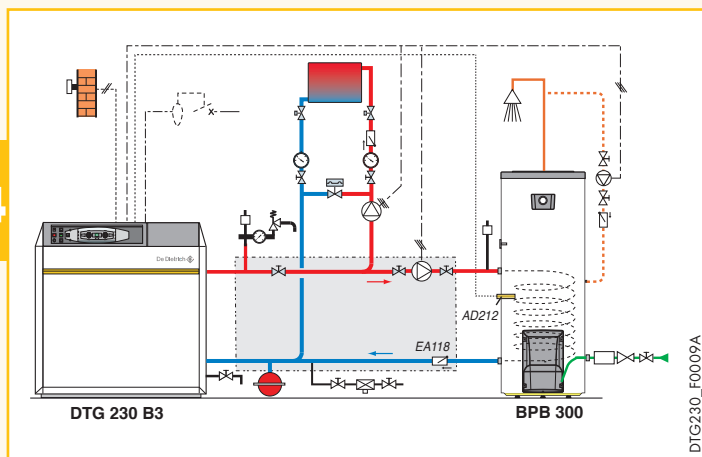 De Dietrich
AD212
EA118
DTG 230 B3
BPB 300
DTG230_F0009A